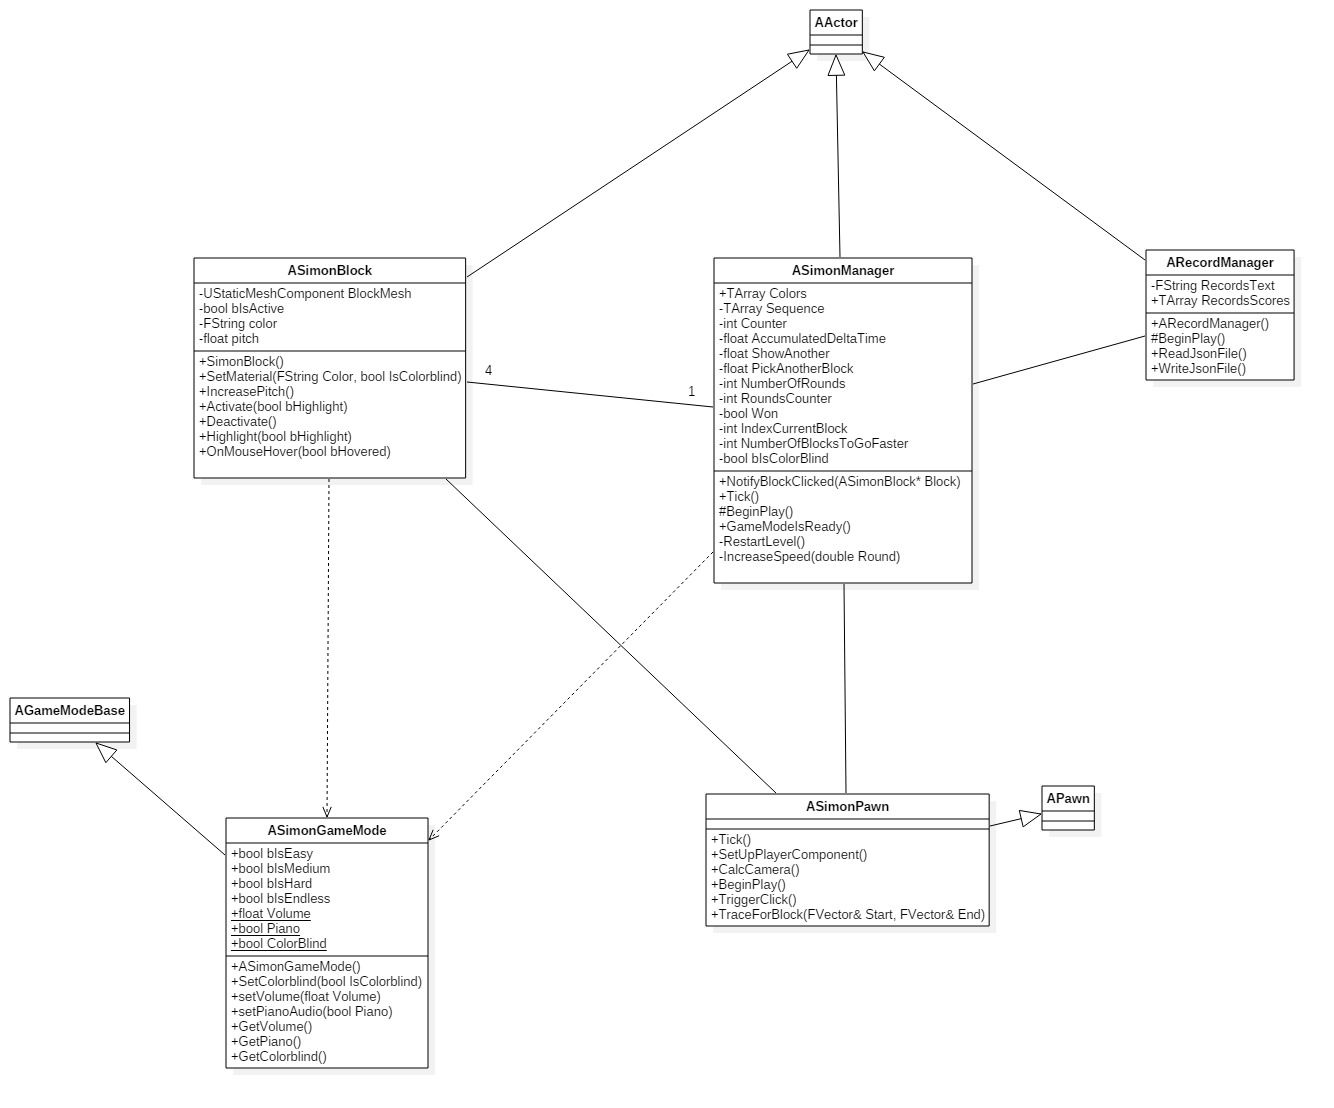 AActor
ASimonBlock
-UStaticMeshComponent BlockMesh
-bool bIsActive
-FString color
-float pitch
+SimonBlock()
+SetMaterial(FString Color, bool IsColorblind)
+IncreasePitch()
+Activate(bool bHighlight)
+Deactivate()
+Highlight(bool bHighlight)
+OnMouseHover(bool bHovered)
4
1
ASimonManager
+TArray Colors
-TArray Sequence
-int Counter
-float AccumulatedDeltaTime
-float ShowAnother
-float PickAnotherBlock
-int NumberOfRounds
-int RoundsCounter
-bool Won
-int IndexCurrentBlock
-int NumberOfBlocksToGoFaster
-bool bIsColorBlind
+NotifyBlockClicked(ASimonBlock* Block)
+Tick()
#BeginPlay()
+GameModeIsReady()
-RestartLevel()
-IncreaseSpeed(double Round)
ARecordManager
-FString RecordsText
+TArray RecordsScores
+ARecordManager()
#BeginPlay()
+ReadJsonFile()
+WriteJsonFile()
AGameModeBase
ASimonGameMode
+bool bIsEasy
+bool bIsMedium
+bool bIsHard
+bool bIsEndless
+float Volume
+bool Piano
+bool ColorBlind
+ASimonGameMode()
+SetColorblind(bool IsColorblind)
+setVolume(float Volume)
+setPianoAudio(bool Piano)
+GetVolume()
+GetPiano()
+GetColorblind()
ASimonPawn
+Tick()
+SetUpPlayerComponent()
+CalcCamera()
+BeginPlay()
+TriggerClick()
+TraceForBlock(FVector& Start, FVector& End)
APawn